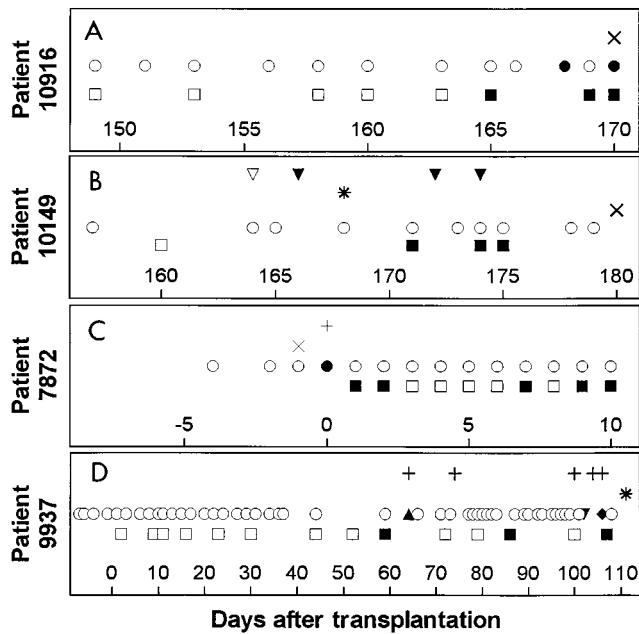 A
Patient
10916
150 155 160 165 170
B
Patient
10149
160 165 170 175 180
C
Patient
7872
-5 0 5 10
D
Patient
9937
0 10 20 30 40 50 60 70 80 90 100 110
Days after transplantation